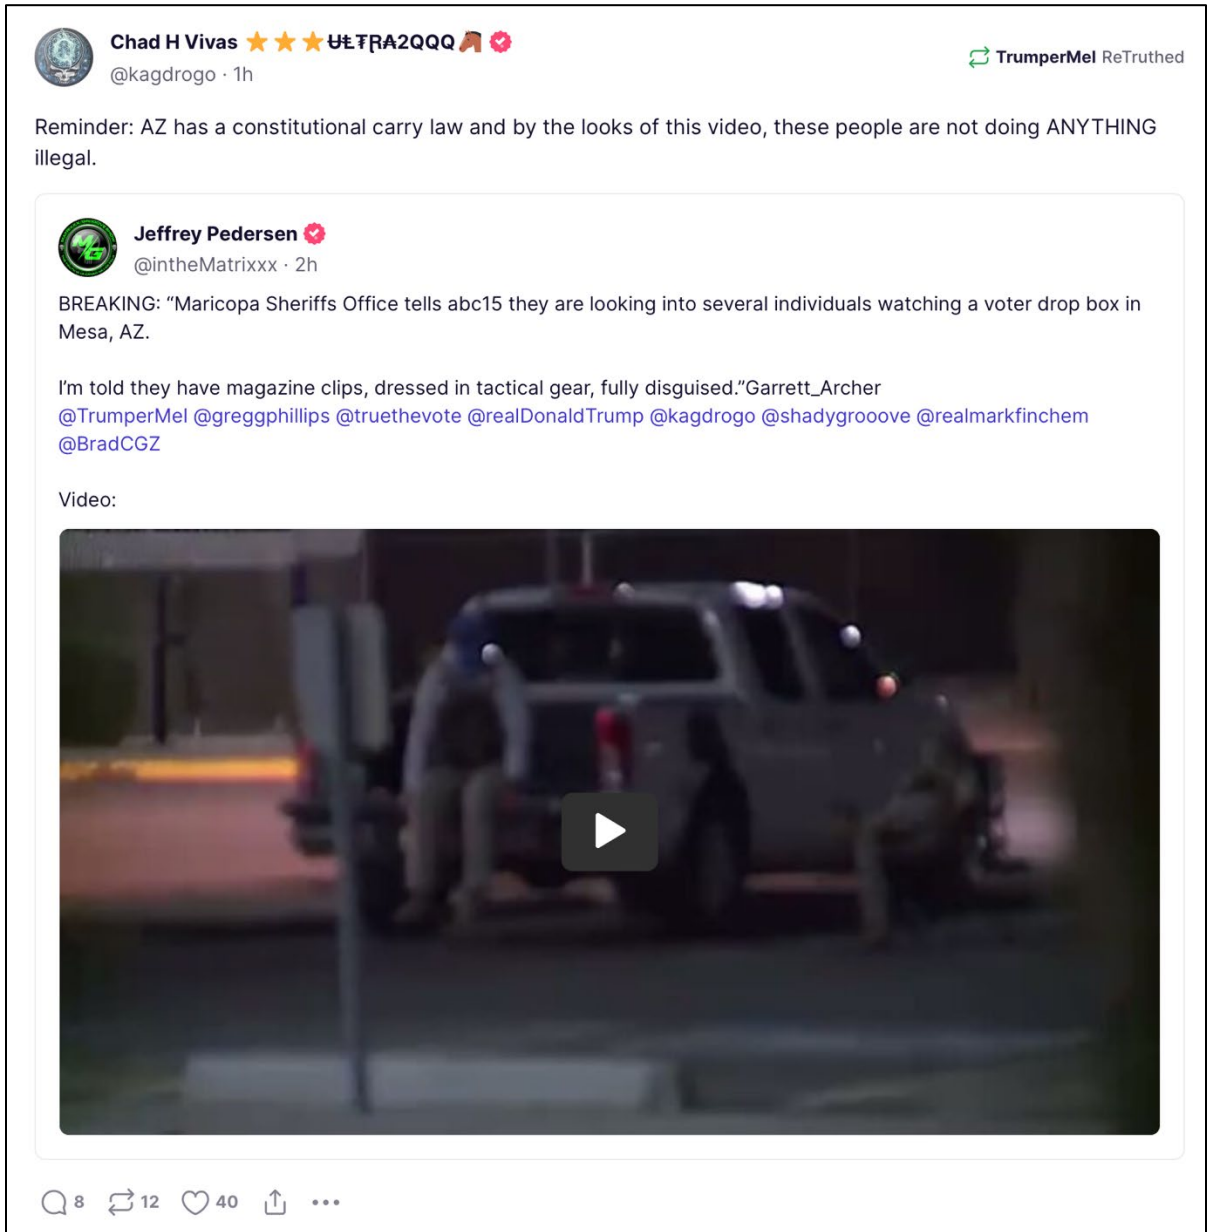 Chad H Vivas ⭐⭐⭐ɄⱠŦⱤ₳2QQQ🐴
@kagdrogo · 1h
TrumperMel ReTruthed
Reminder: AZ has a constitutional carry law and by the looks of this video, these people are not doing ANYTHING
illegal.
Jeffrey Pedersen
@intheMatrixxx · 2h
BREAKING: “Maricopa Sheriffs Office tells abc15 they are looking into several individuals watching a voter drop box in
Mesa, AZ.
I’m told they have magazine clips, dressed in tactical gear, fully disguised.”Garrett_Archer
@TrumperMel @greggphillips @truethevote @realDonaldTrump @kagdrogo @shadygrooove @realmarkfinchem
@BradCGZ
Video:
8 12 40 •••